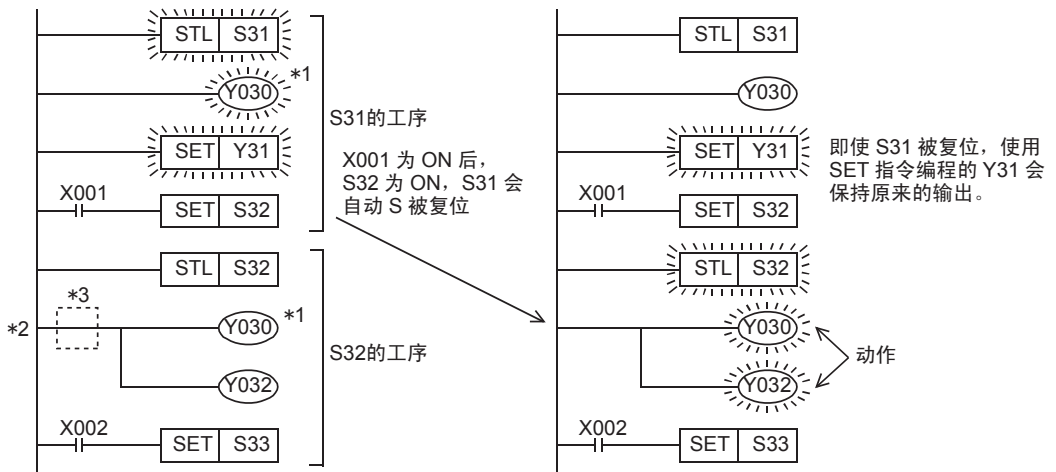 STL S31
Y030 *1
SET Y31
X001
SET S32
S31的工序
X001 为 ON 后，
S32 为 ON，S31 会
自动 S 被复位
STL S32
*3
*2
Y030 *1
Y032
S32的工序
X002
SET S33
STL S31
Y030
SET Y31
即使 S31 被复位，使用
SET 指令编程的 Y31 会
保持原来的输出。
X001
SET S32
STL S32
Y030
动作
Y032
X002
SET S33